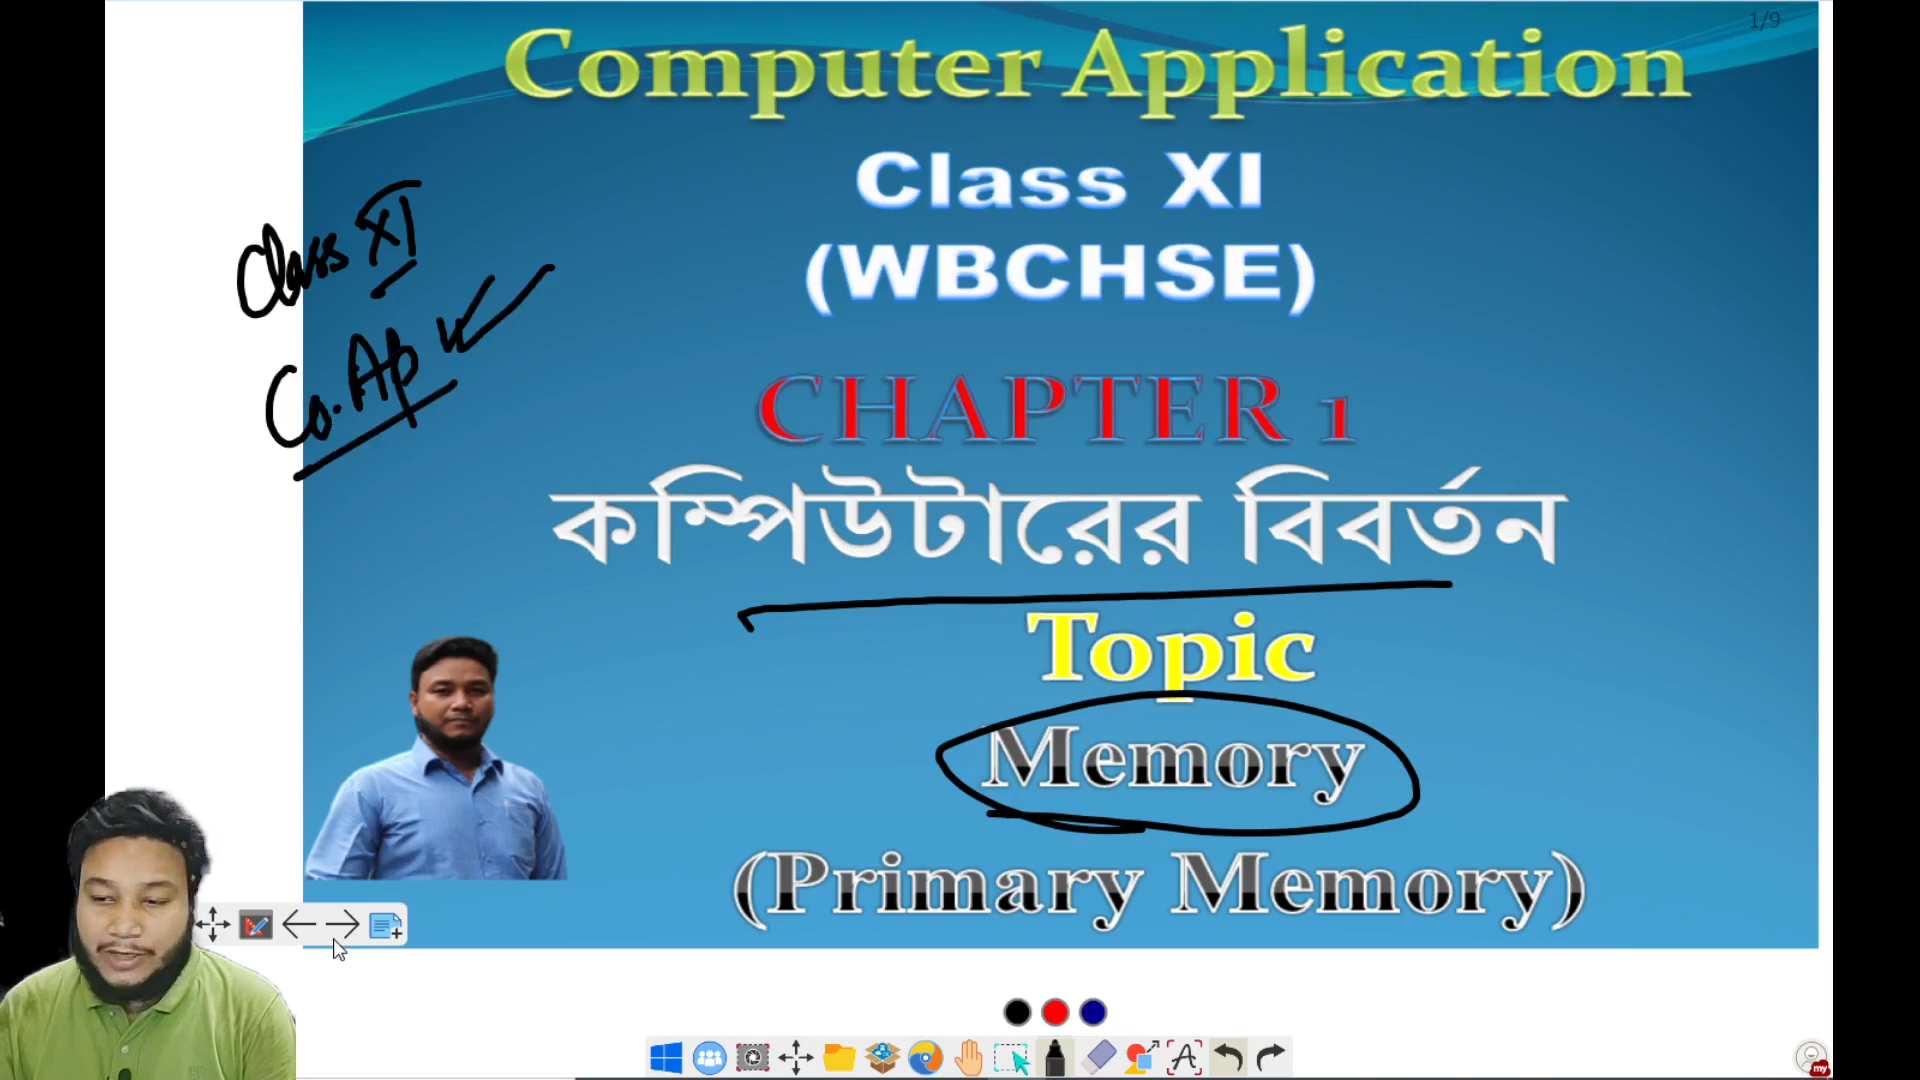 1/9
Computer Application
Class XI
(WBCHSE)
Class XI
Co. Ap
CHAPTER 1
কম্পিউটারের বিবর্তন
Topic
Memory
(Primary Memory)
my